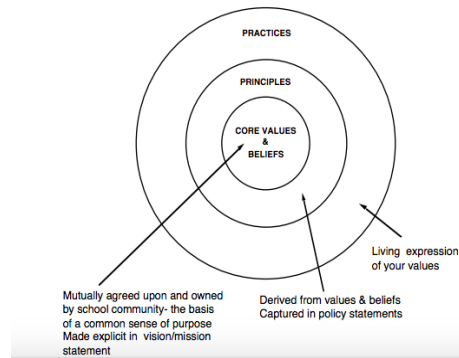 PRACTICES
PRINCIPLES
CORE VALUES
&
BELIEFS
Living expression
of your values
Mutually agreed upon and owned
by school community- the basis
of a common sense of purpose
Made explicit in vision/mission
statement
Derived from values & beliefs
Captured in policy statements